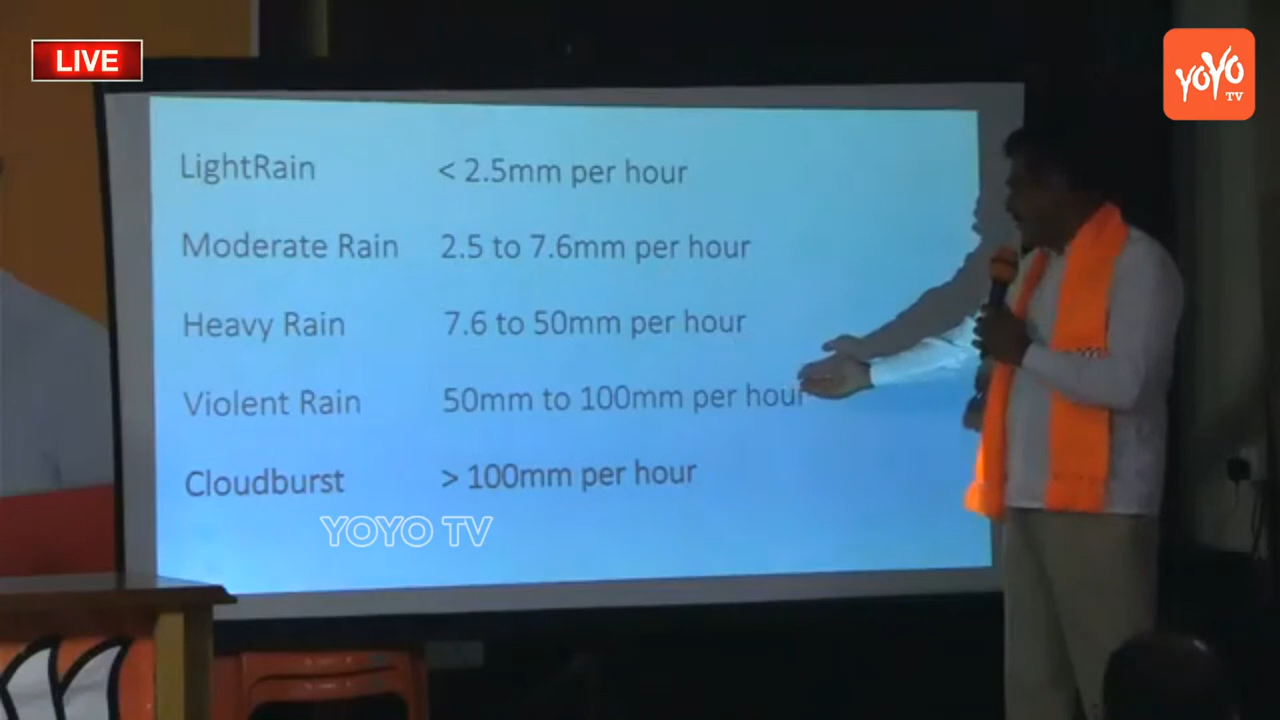 LIVE
YOYO TV
LightRain < 2.5mm per hour
Moderate Rain 2.5 to 7.6mm per hour
Heavy Rain 7.6 to 50mm per hour
Violent Rain 50mm to 100mm per hour
Cloudburst > 100mm per hour
YOYO TV